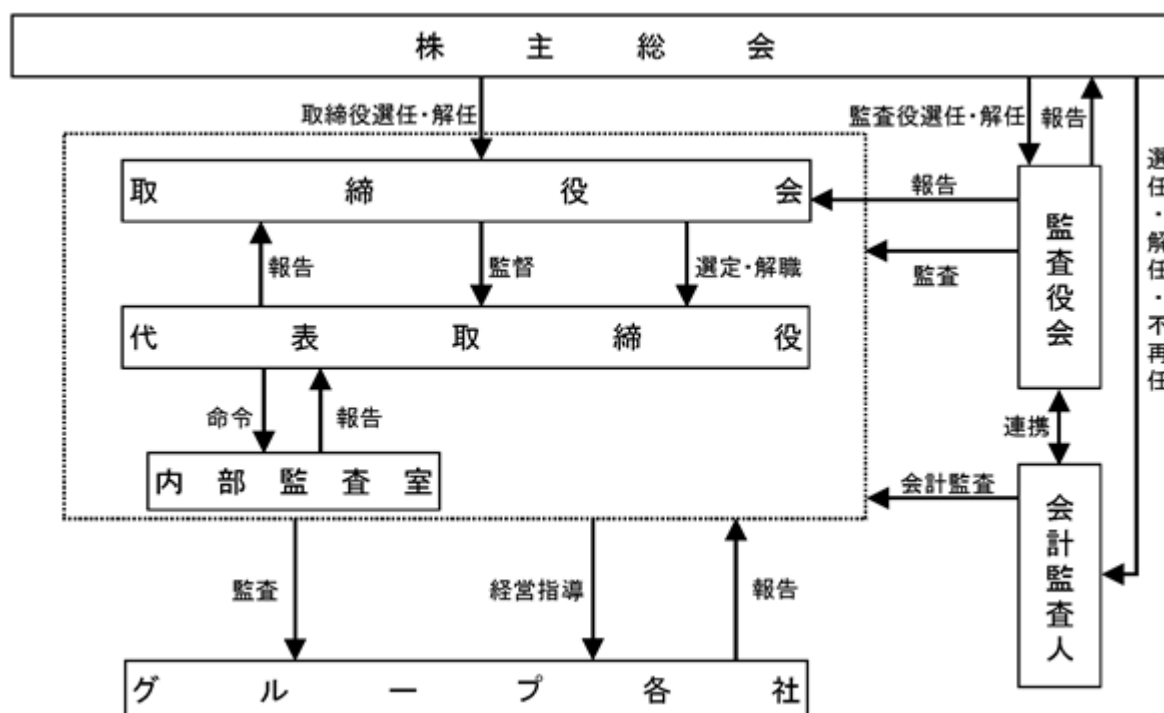 株主総会
取締役選任・解任
監査役選任・解任
報告
選任・解任・不再任
取締役会
報告
監査
監査役会
報告
監督
選定・解職
代表取締役
命令
報告
連携
内部監査室
会計監査
会計監査人
監査
経営指導
報告
グループ各社